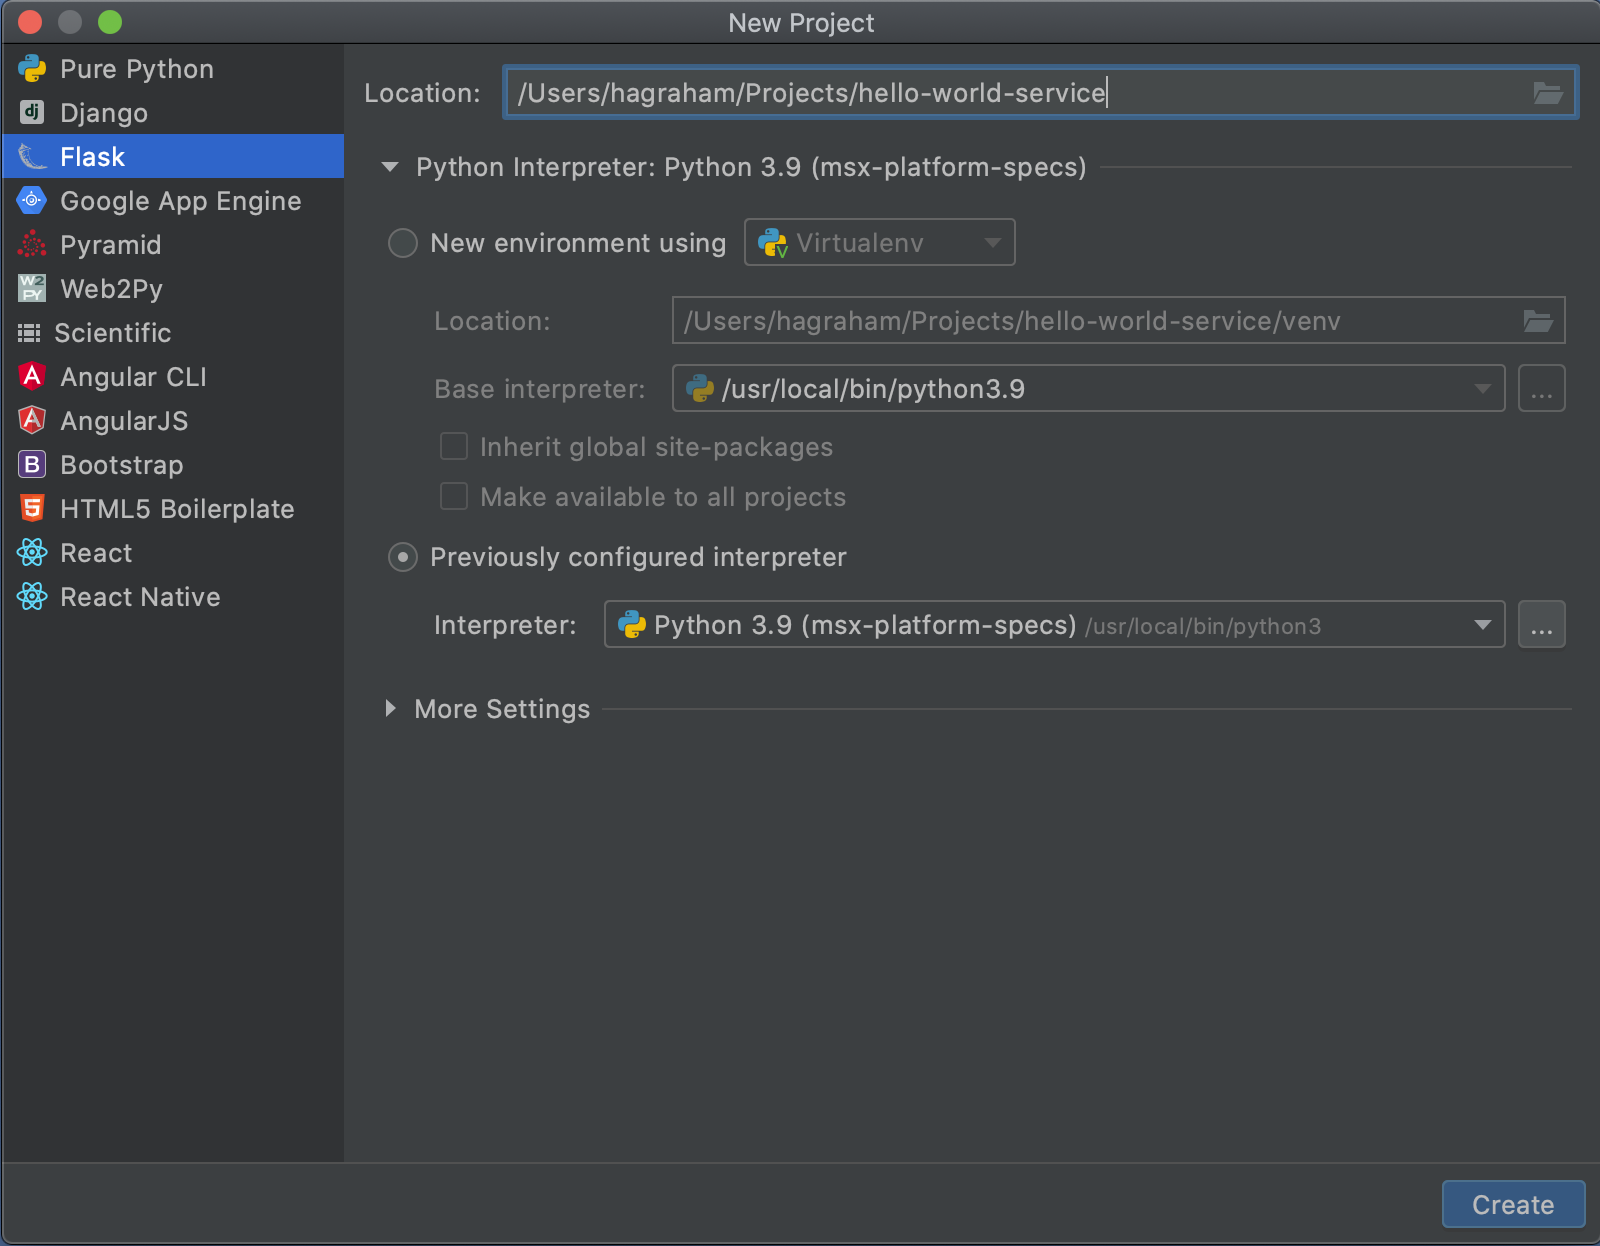 New Project
Pure Python
Django
Flask
Google App Engine
Pyramid
Web2Py
Scientific
Angular CLI
AngularJS
Bootstrap
HTML5 Boilerplate
React
React Native
Location: /Users/hagraham/Projects/hello-world-service
Python Interpreter: Python 3.9 (msx-platform-specs)
New environment using Virtualenv
Location: /Users/hagraham/Projects/hello-world-service/venv
Base interpreter: /usr/local/bin/python3.9 ...
Inherit global site-packages
Make available to all projects
Previously configured interpreter
Interpreter: Python 3.9 (msx-platform-specs) /usr/local/bin/python3 ...
More Settings
Create